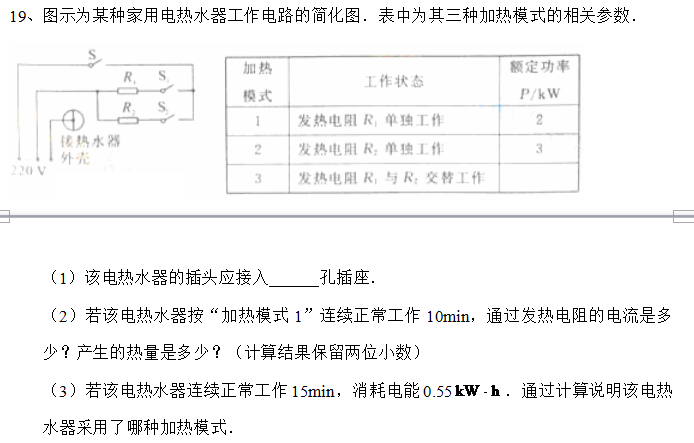 19、图示为某种家用电热水器工作电路的简化图．表中为其三种加热模式的相关参数．
S
R₁ S₁
R₂ S₂
接热水器
外壳
220 V
加热
模式
工作状态
额定功率
P/kW
1 发热电阻 R₁ 单独工作 2
2 发热电阻 R₂ 单独工作 3
3 发热电阻 R₁ 与 R₂ 交替工作
（1）该电热水器的插头应接入______孔插座．
（2）若该电热水器按“加热模式 1”连续正常工作 10min，通过发热电阻的电流是多
少？产生的热量是多少？（计算结果保留两位小数）
（3）若该电热水器连续正常工作 15min，消耗电能 0.55 kW·h．通过计算说明该电热
水器采用了哪种加热模式．